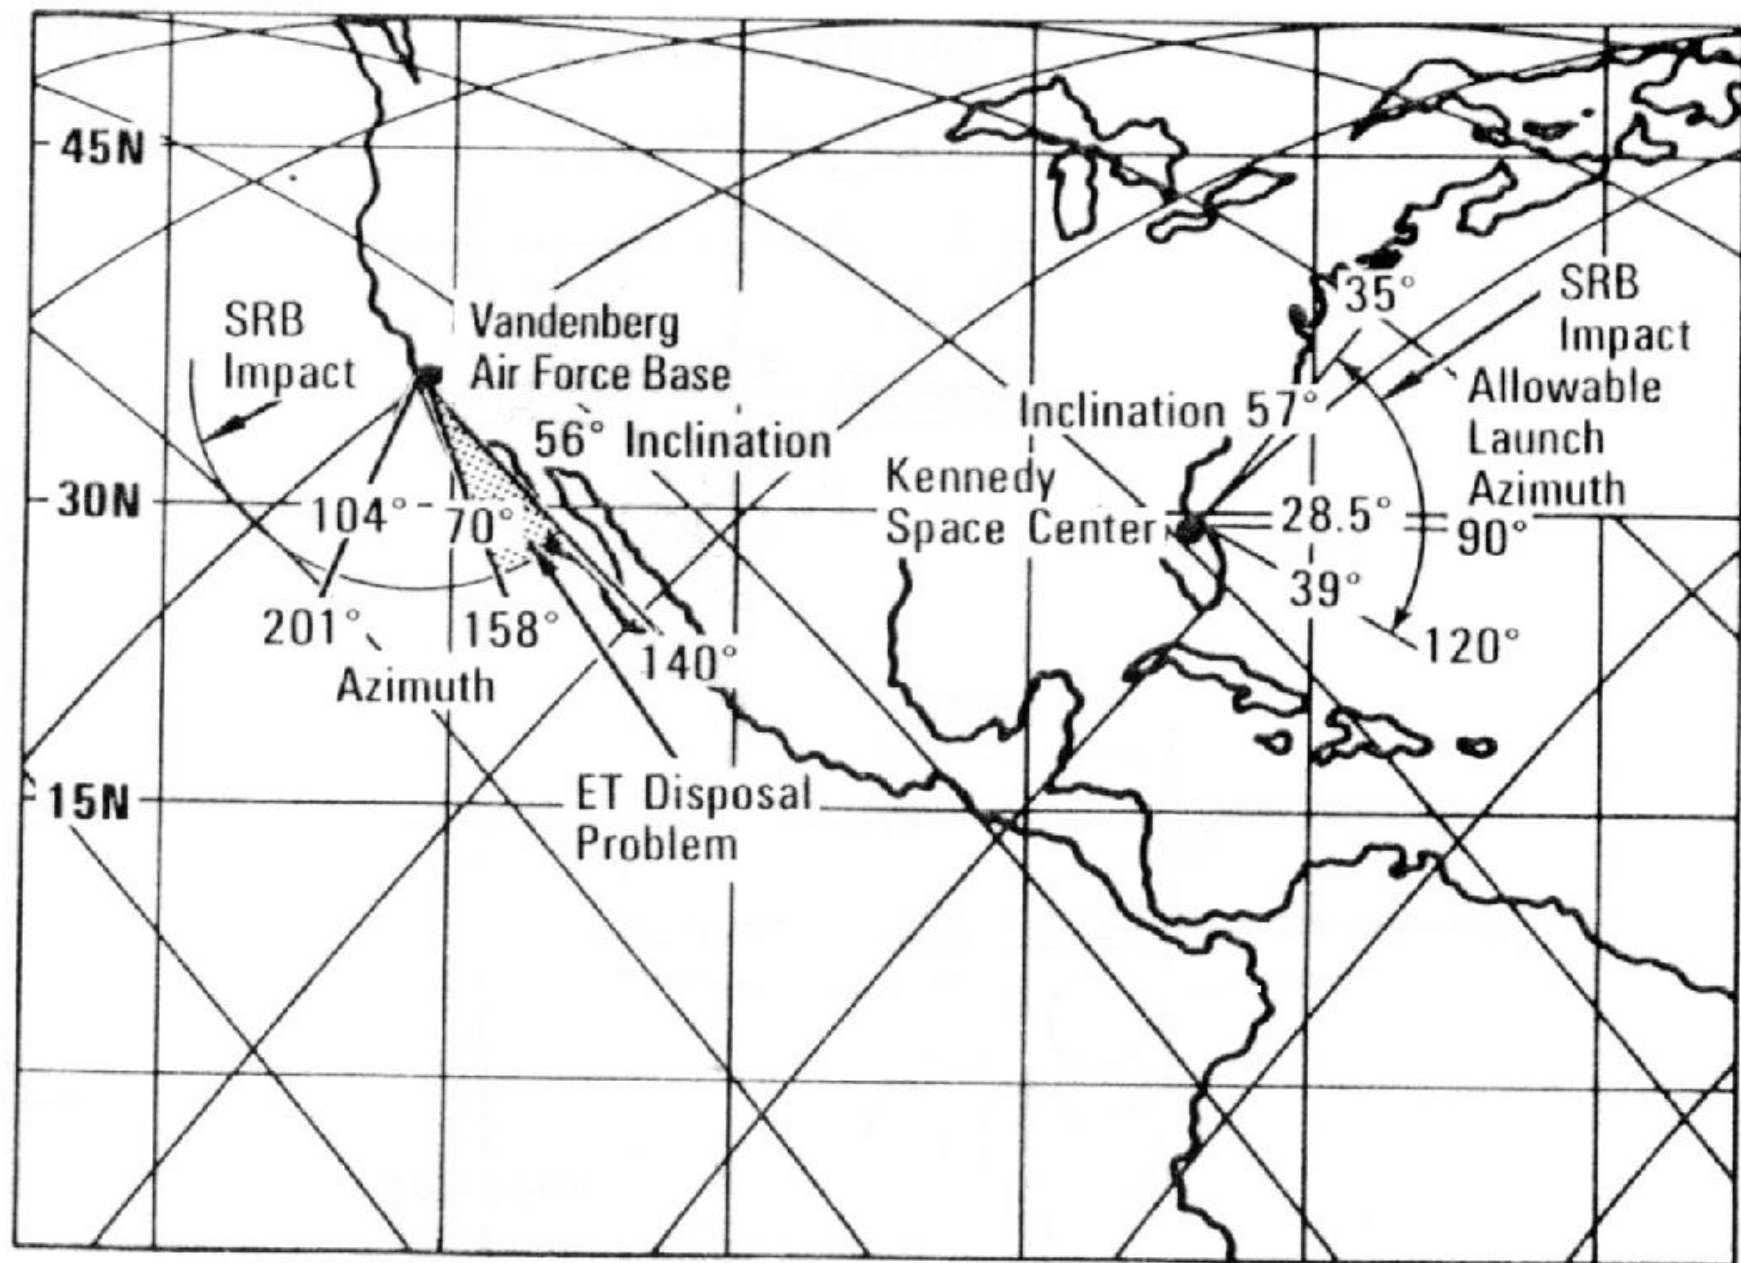 45N
30N
15N
SRB
Impact
Vandenberg
Air Force Base
56° Inclination
104°
70°
201°
158°
140°
Azimuth
ET Disposal
Problem
Inclination 57°
Kennedy
Space Center
28.5°
39°
35°
90°
120°
SRB
Impact
Allowable
Launch
Azimuth